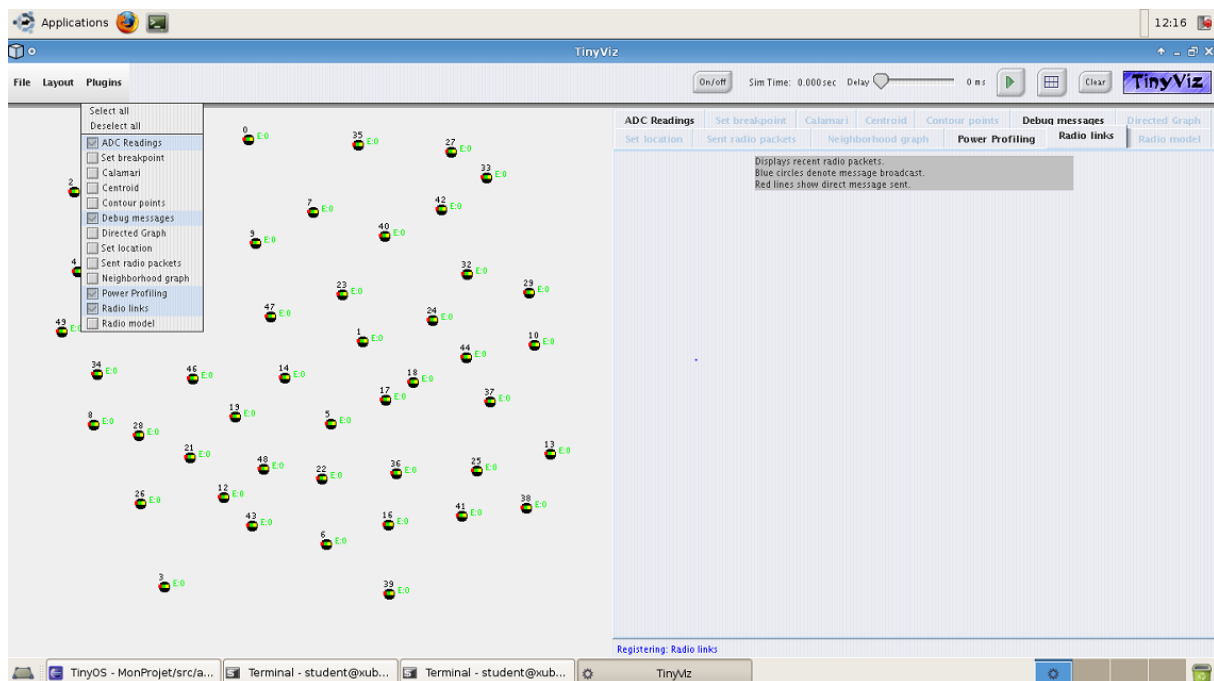 Applications
12:16
TinyViz
File Layout Plugins
On/off Sim Time: 0.000 sec Delay 0 ms Clear TinyViz
Select all
Deselect all
ADC Readings
Set breakpoint
Calamari
Centroid
Contour points
Debug messages
Directed Graph
Set location
Sent radio packets
Neighborhood graph
Power Profiling
Radio links
Radio model
0 E:0
35 E:0
27 E:0
33 E:0
2
7 E:0
42 E:0
9 E:0
40 E:0
4
32 E:0
23 E:0
29 E:0
47 E:0
24 E:0
49 E:0
1 E:0
10 E:0
44 E:0
34 E:0
46 E:0
14 E:0
18 E:0
17 E:0
37 E:0
19 E:0
5 E:0
8 E:0
28 E:0
21 E:0
13 E:0
48 E:0
22 E:0
36 E:0
25 E:0
26 E:0
12 E:0
38 E:0
43 E:0
16 E:0
41 E:0
6 E:0
3 E:0
39 E:0
ADC Readings Set breakpoint Calamari Centroid Contour points Debug messages Directed Graph
Set location Sent radio packets Neighborhood graph Power Profiling Radio links Radio model
Displays recent radio packets.
Blue circles denote message broadcast.
Red lines show direct message sent.
Registering: Radio links
TinyOS - MonProjet/src/a... Terminal - student@xub... Terminal - student@xub... TinyViz